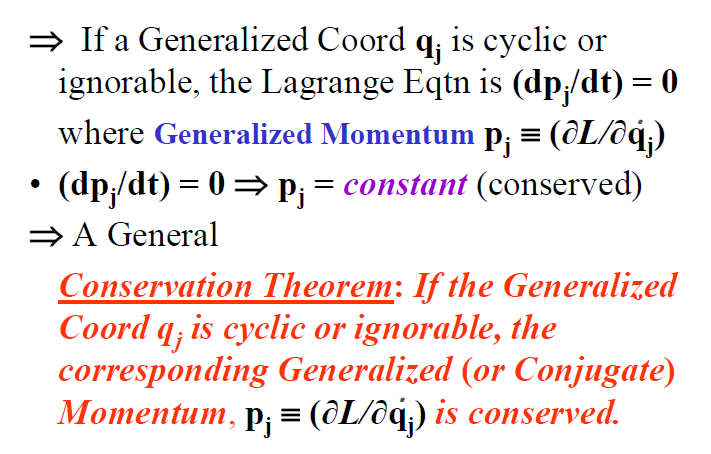 ⇒ If a Generalized Coord qⱼ is cyclic or
ignorable, the Lagrange Eqtn is (dpⱼ/dt) = 0
where Generalized Momentum pⱼ ≡ (∂L/∂q̇ⱼ)
• (dpⱼ/dt) = 0 ⇒ pⱼ = constant (conserved)
⇒ A General
Conservation Theorem: If the Generalized
Coord qⱼ is cyclic or ignorable, the
corresponding Generalized (or Conjugate)
Momentum, pⱼ ≡ (∂L/∂q̇ⱼ) is conserved.